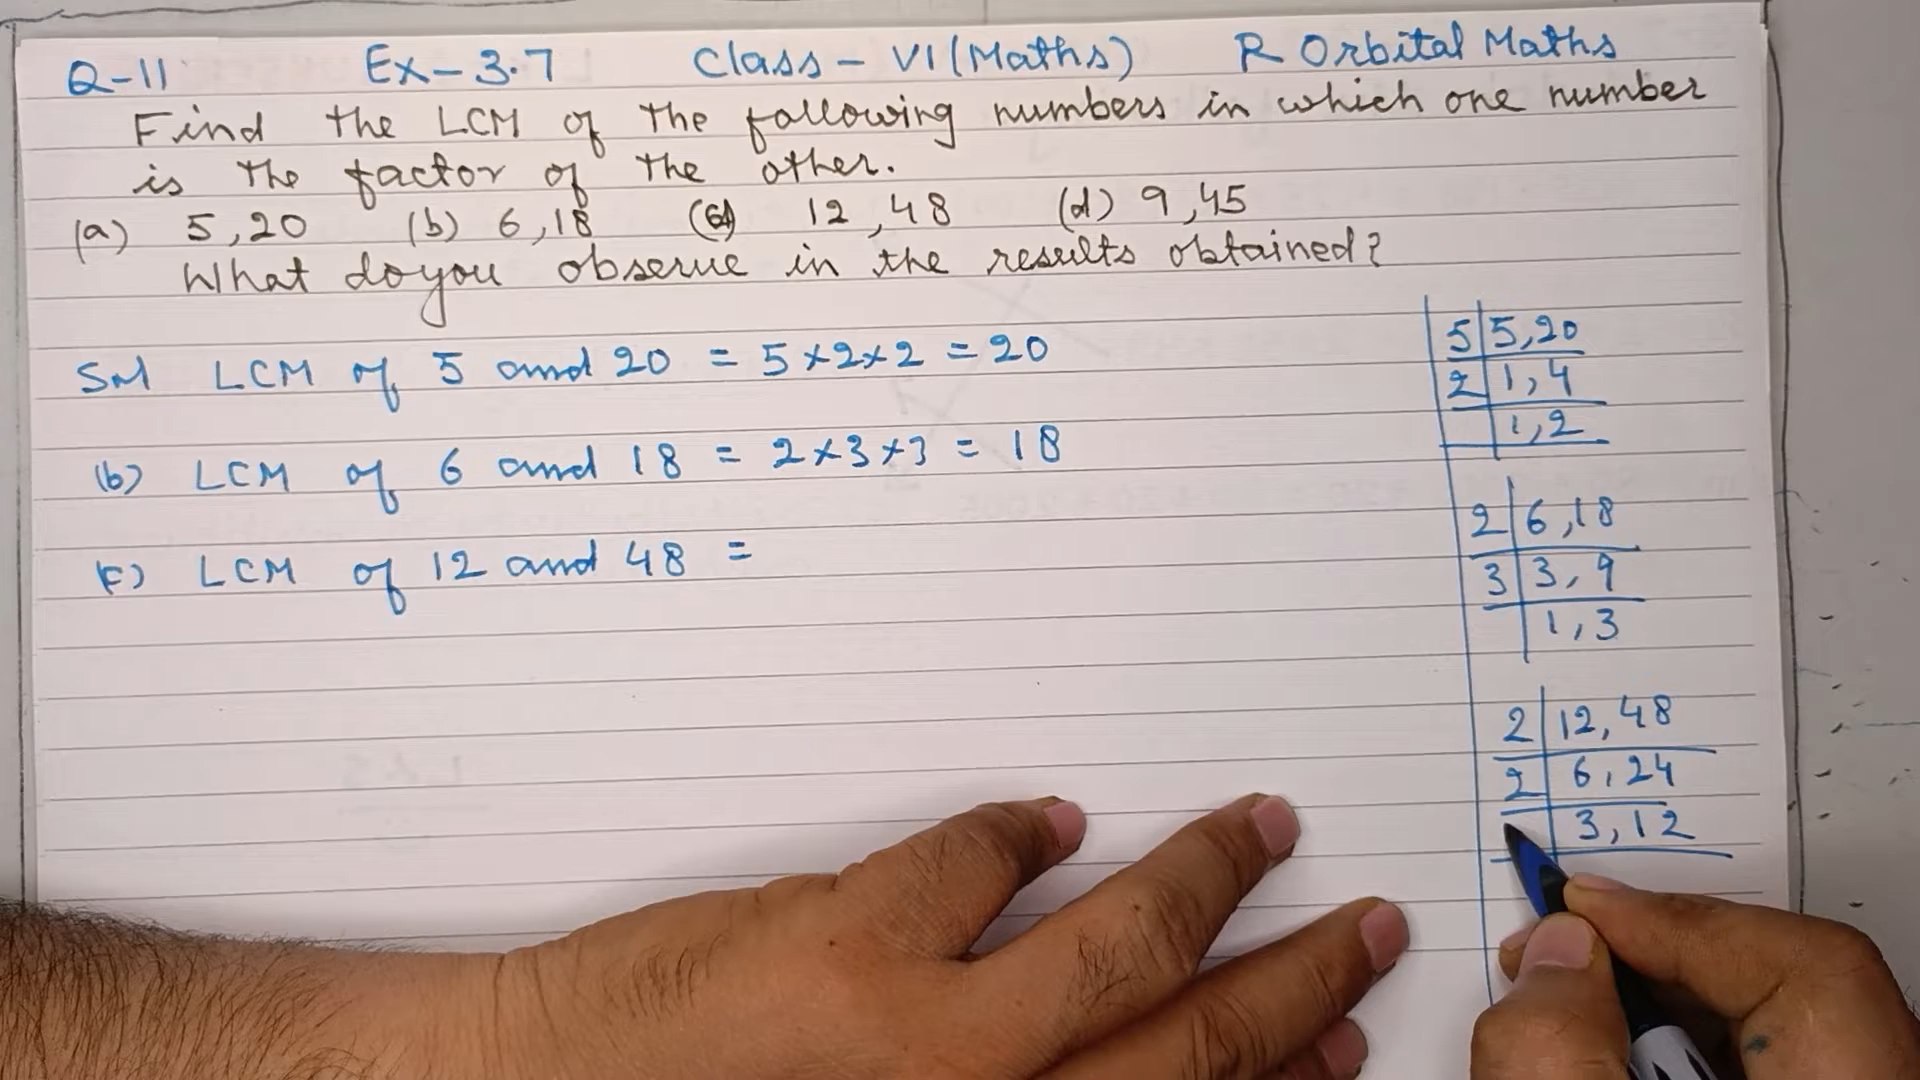 Q-11 Ex-3.7 Class-VI(Maths) R Orbital Maths
Find the LCM of the following numbers in which one number
is the factor of the other.
(a) 5,20 (b) 6,18 (c) 12,48 (d) 9,45
What do you observe in the results obtained?
Sol LCM of 5 and 20 = 5×2×2 = 20
(b) LCM of 6 and 18 = 2×3×3 = 18
(c) LCM of 12 and 48 =
5 5,20
2 1,4
1,2
2 6,18
3 3,9
1,3
2 12,48
2 6,24
3,12